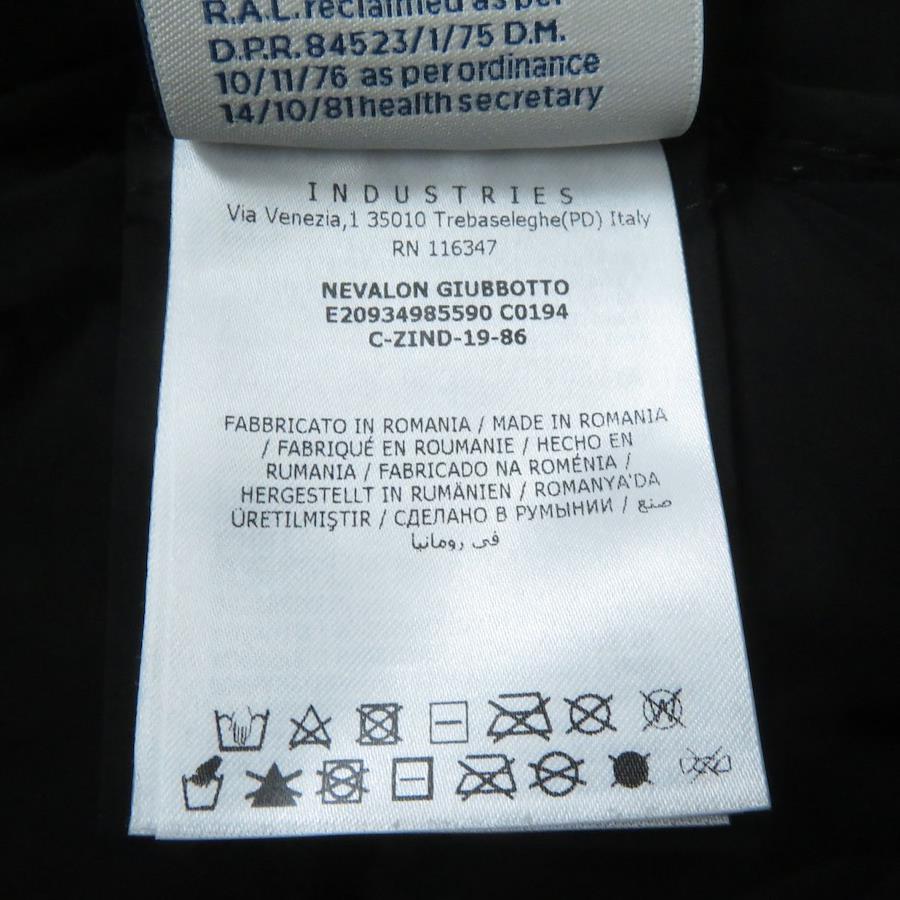 R.A.L. reclaimed as per
D.P.R. 84523/1/75 D.M.
10/11/76 as per ordinance
14/10/81 health secretary
INDUSTRIES
Via Venezia,1 35010 Trebaseleghe(PD) Italy
RN 116347
NEVALON GIUBBOTTO
E20934985590 C0194
C-ZIND-19-86
FABBRICATO IN ROMANIA / MADE IN ROMANIA
/ FABRIQUÉ EN ROUMANIE / HECHO EN
RUMANIA / FABRICADO NA ROMÉNIA /
HERGESTELLT IN RUMÄNIEN / ROMANYA'DA
ÜRETILMIŞTIR / СДЕЛАНО В РУМЫНИИ / صنع
في رومانيا
W